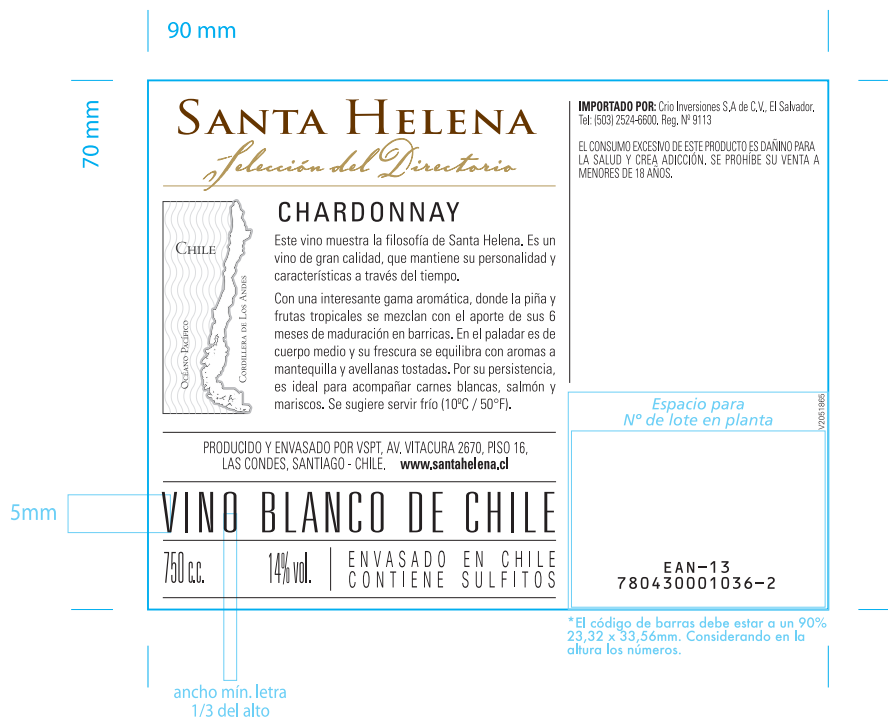 90 mm
70 mm
SANTA HELENA
Selección del Directorio
CHILE
OCÉANO PACÍFICO
CORDILLERA DE LOS ANDES
CHARDONNAY
Este vino muestra la filosofía de Santa Helena. Es un
vino de gran calidad, que mantiene su personalidad y
características a través del tiempo.
Con una interesante gama aromática, donde la piña y
frutas tropicales se mezclan con el aporte de sus 6
meses de maduración en barricas. En el paladar es de
cuerpo medio y su frescura se equilibra con aromas a
mantequilla y avellanas tostadas. Por su persistencia,
es ideal para acompañar carnes blancas, salmón y
mariscos. Se sugiere servir frío (10ºC / 50°F).
PRODUCIDO Y ENVASADO POR VSPT, AV. VITACURA 2670, PISO 16,
LAS CONDES, SANTIAGO - CHILE. www.santahelena.cl
5mm
VINO BLANCO DE CHILE
750 c.c.
14% vol.
ENVASADO EN CHILE
CONTIENE SULFITOS
ancho mín. letra
1/3 del alto
IMPORTADO POR: Crio Inversiones S.A de C.V., El Salvador.
Tel: (503) 2524-6600. Reg. Nº 9113
EL CONSUMO EXCESIVO DE ESTE PRODUCTO ES DAÑINO PARA
LA SALUD Y CREA ADICCIÓN. SE PROHÍBE SU VENTA A
MENORES DE 18 AÑOS.
Espacio para
Nº de lote en planta
V2051865
EAN-13
780430001036-2
*El código de barras debe estar a un 90%
23,32 x 33,56mm. Considerando en la
altura los números.